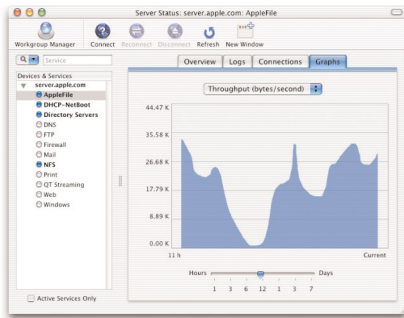 Server Status: server.apple.com: AppleFile
Workgroup Manager Connect Reconnect Disconnect Refresh New Window
Service
Overview Logs Connections Graphs
Devices & Services
server.apple.com
AppleFile
DHCP-NetBoot
Directory Servers
DNS
FTP
Firewall
Mail
NFS
Print
QT Streaming
Web
Windows
Active Services Only
Throughput (bytes/second)
44.47 K
35.58 K
26.68 K
17.79 K
8.89 K
0.00 K
11 h Current
Hours Days
1 3 6 12 1 3 7